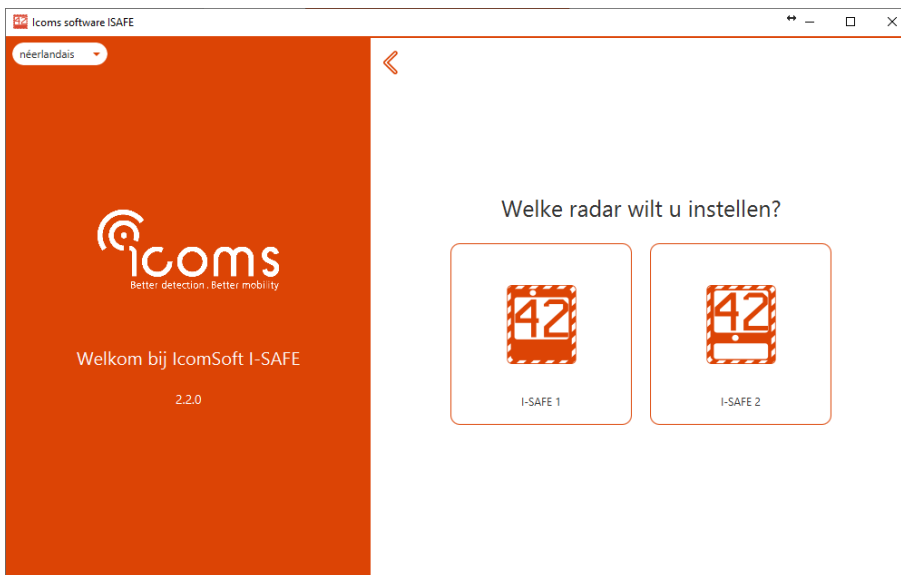 Icoms software ISAFE
néerlandais
icoms
Better detection. Better mobility
Welkom bij IcomSoft I-SAFE
2.2.0
Welke radar wilt u instellen?
42
42
I-SAFE 1
I-SAFE 2